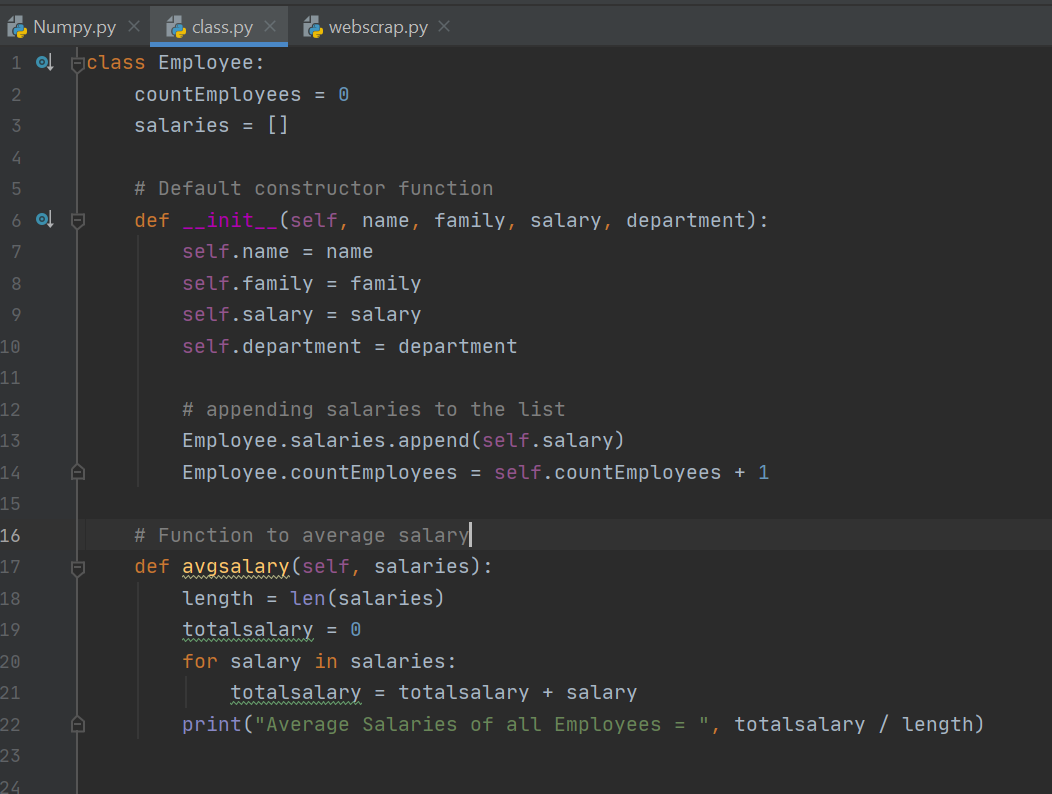 Numpy.py class.py webscrap.py
1 class Employee:
2     countEmployees = 0
3     salaries = []
4
5     # Default constructor function
6     def __init__(self, name, family, salary, department):
7         self.name = name
8         self.family = family
9         self.salary = salary
10         self.department = department
11
12         # appending salaries to the list
13         Employee.salaries.append(self.salary)
14         Employee.countEmployees = self.countEmployees + 1
15
16     # Function to average salary
17     def avgsalary(self, salaries):
18         length = len(salaries)
19         totalsalary = 0
20         for salary in salaries:
21             totalsalary = totalsalary + salary
22         print("Average Salaries of all Employees = ", totalsalary / length)
23
24